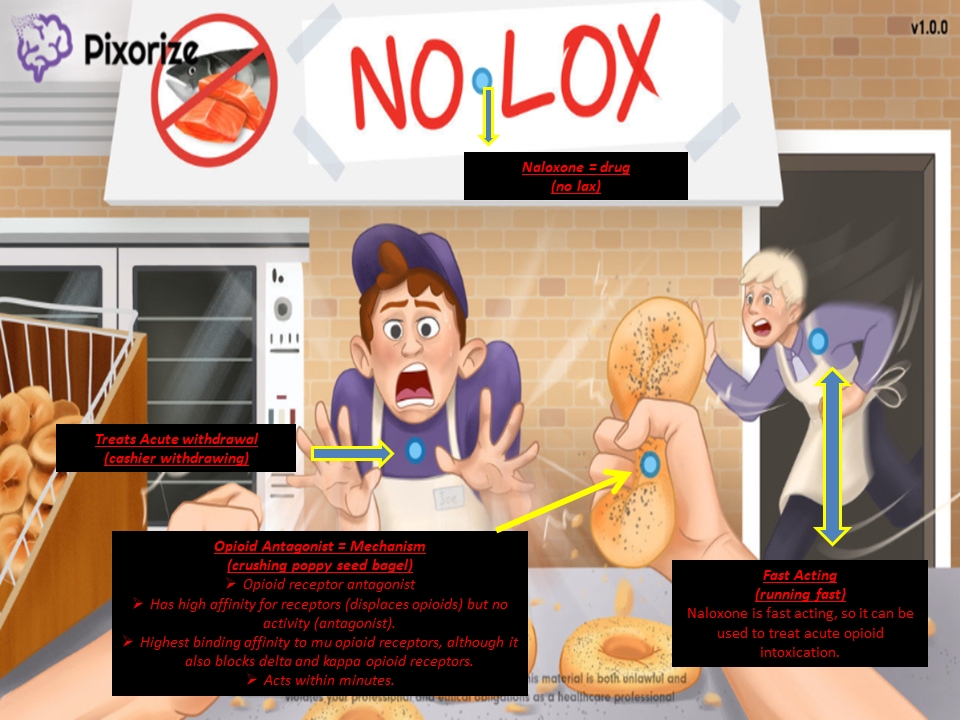 Pixorize
v1.0.0
NO LOX
Naloxone = drug
(no lax)
Treats Acute withdrawal
(cashier withdrawing)
Joe
Opioid Antagonist = Mechanism
(crushing poppy seed bagel)
➢ Opioid receptor antagonist
➢ Has high affinity for receptors (displaces opioids) but no
activity (antagonist).
➢ Highest binding affinity to mu opioid receptors, although it
also blocks delta and kappa opioid receptors.
➢ Acts within minutes.
Fast Acting
(running fast)
Naloxone is fast acting, so it can be
used to treat acute opioid
intoxication.
his material is both unlawful and
violates your professional and ethical obligations as a healthcare professional